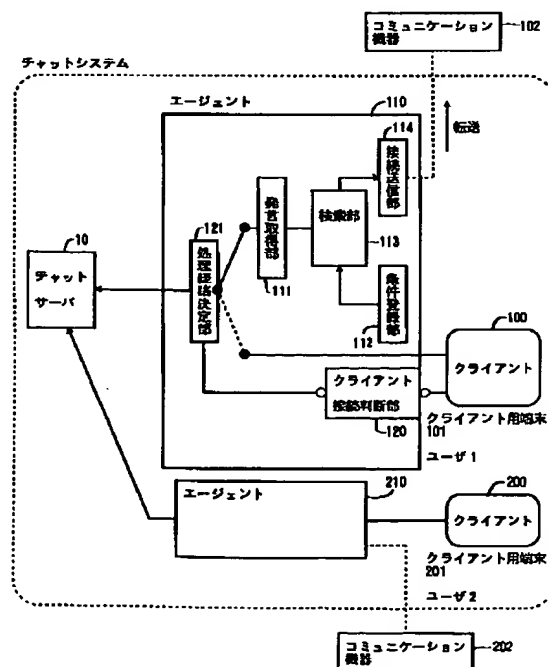 コミュニケーション
機器
102
チャットシステム
エージェント
110
114
接続送信部
転送
発言取得部
111
検索部
113
121
処理経路決定部
10
チャット
サーバ
条件登録部
112
100
クライアント
クライアント
接続判断部
120
クライアント用端末
101
ユーザ1
エージェント
210
200
クライアント
クライアント用端末
201
ユーザ2
コミュニケーション
機器
202